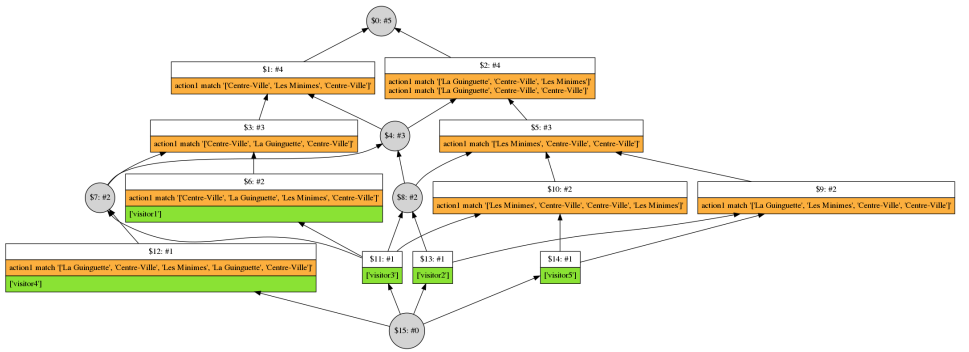 $0: #5
$1: #4
action1 match '['Centre-Ville', 'Les Minimes', 'Centre-Ville']'
$2: #4
action1 match '['La Guinguette', 'Centre-Ville', 'Les Minimes']'
action1 match '['La Guinguette', 'Centre-Ville', 'Centre-Ville']'
$3: #3
action1 match '['Centre-Ville', 'La Guinguette', 'Centre-Ville']'
$4: #3
$5: #3
action1 match '['Les Minimes', 'Centre-Ville', 'Centre-Ville']'
$7: #2
$6: #2
action1 match '['Centre-Ville', 'La Guinguette', 'Les Minimes', 'Centre-Ville']'
['visitor1']
$8: #2
$10: #2
action1 match '['Les Minimes', 'Centre-Ville', 'Centre-Ville', 'Les Minimes']'
$9: #2
action1 match '['La Guinguette', 'Les Minimes', 'Centre-Ville', 'Centre-Ville']'
$12: #1
action1 match '['La Guinguette', 'Centre-Ville', 'Les Minimes', 'La Guinguette', 'Centre-Ville']'
['visitor4']
$11: #1
['visitor3']
$13: #1
['visitor2']
$14: #1
['visitor5']
$15: #0